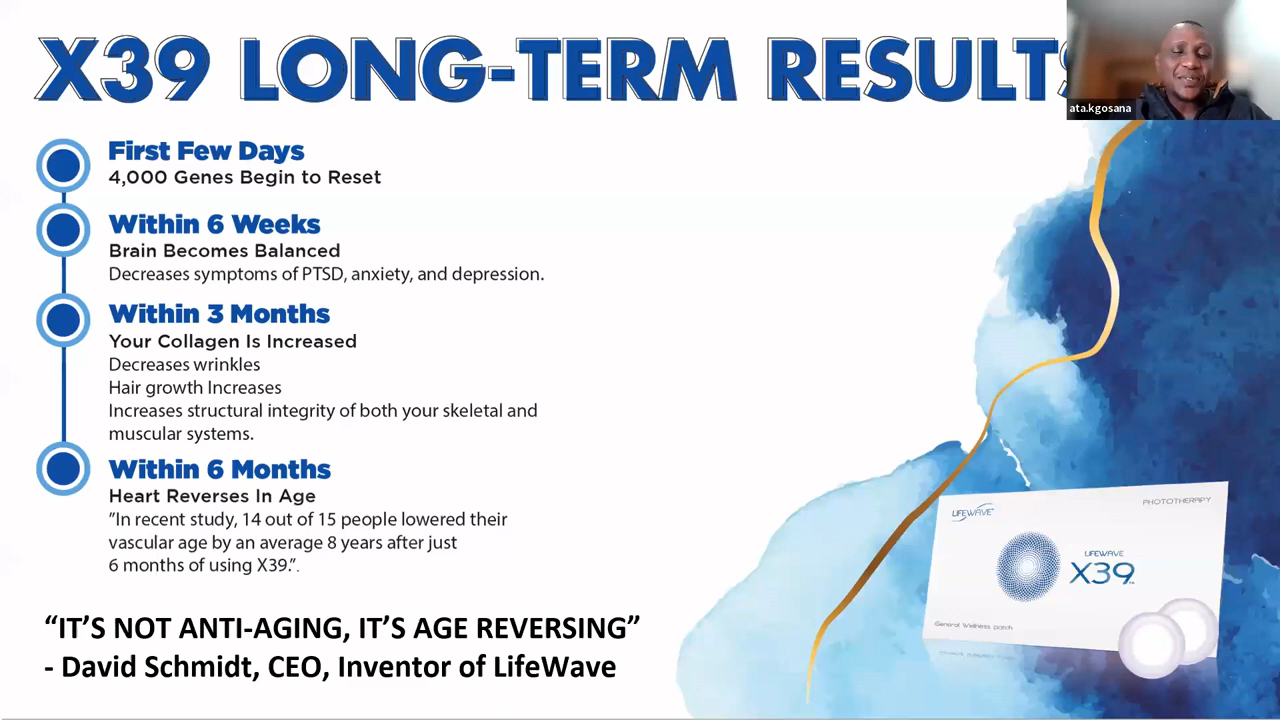 X39 LONG-TERM RESULTS
ata.kgosana
First Few Days
4,000 Genes Begin to Reset
Within 6 Weeks
Brain Becomes Balanced
Decreases symptoms of PTSD, anxiety, and depression.
Within 3 Months
Your Collagen Is Increased
Decreases wrinkles
Hair growth Increases
Increases structural integrity of both your skeletal and
muscular systems.
Within 6 Months
Heart Reverses In Age
"In recent study, 14 out of 15 people lowered their
vascular age by an average 8 years after just
6 months of using X39.".
"IT'S NOT ANTI-AGING, IT'S AGE REVERSING"
- David Schmidt, CEO, Inventor of LifeWave
LIFEWAVE
PHOTOTHERAPY
LIFEWAVE
X39
General Wellness patch